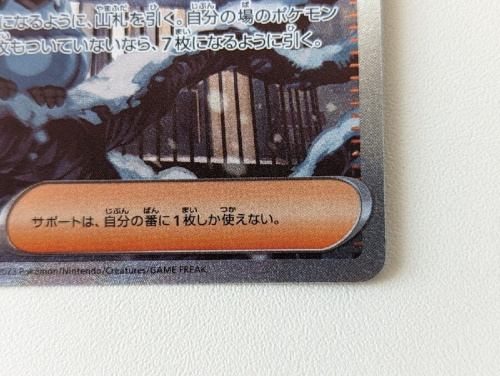 になるように、山札を引く。自分の場のポケモン
もついていないなら、7枚になるように引く。
サポートは、自分の番に1枚しか使えない。
2023 Pokémon/Nintendo/Creatures/GAME FREAK.